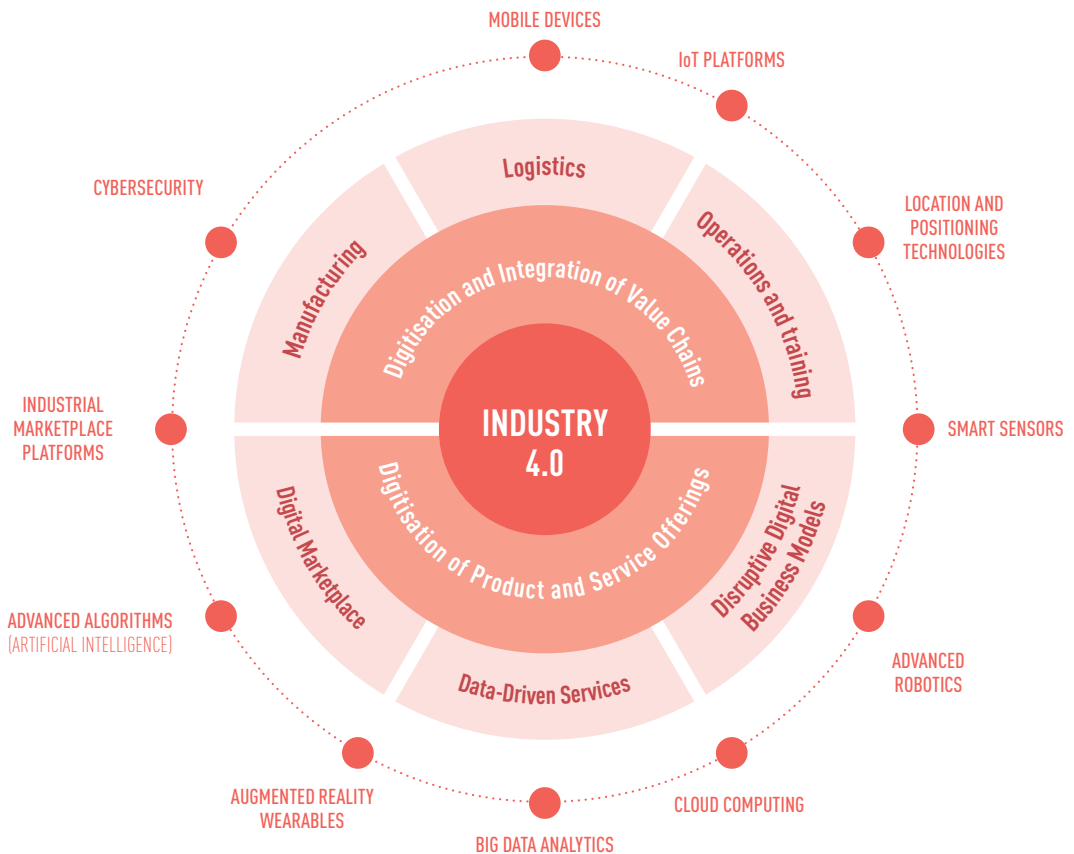 MOBILE DEVICES
IoT PLATFORMS
CYBERSECURITY
LOCATION AND
POSITIONING
TECHNOLOGIES
Logistics
Manufacturing
Operations and training
Digitisation and Integration of Value Chains
INDUSTRY
4.0
INDUSTRIAL
MARKETPLACE
PLATFORMS
SMART SENSORS
Digitisation of Product and Service Offerings
Digital Marketplace
Disruptive Digital
Business Models
Data-Driven Services
ADVANCED ALGORITHMS
(ARTIFICIAL INTELLIGENCE)
ADVANCED
ROBOTICS
AUGMENTED REALITY
WEARABLES
CLOUD COMPUTING
BIG DATA ANALYTICS